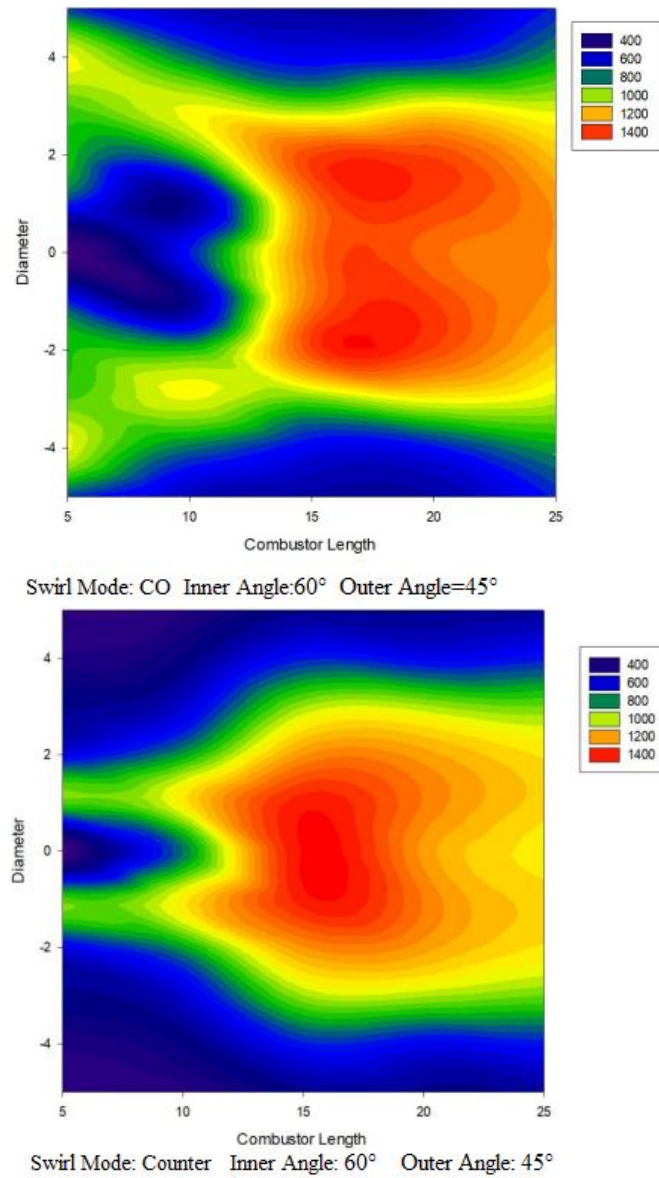 4
2
0
-2
-4
Diameter
5 10 15 20 25
Combustor Length
400
600
800
1000
1200
1400
Swirl Mode: CO Inner Angle:60° Outer Angle=45°
4
2
0
-2
-4
Diameter
5 10 15 20 25
Combustor Length
400
600
800
1000
1200
1400
Swirl Mode: Counter Inner Angle: 60° Outer Angle: 45°